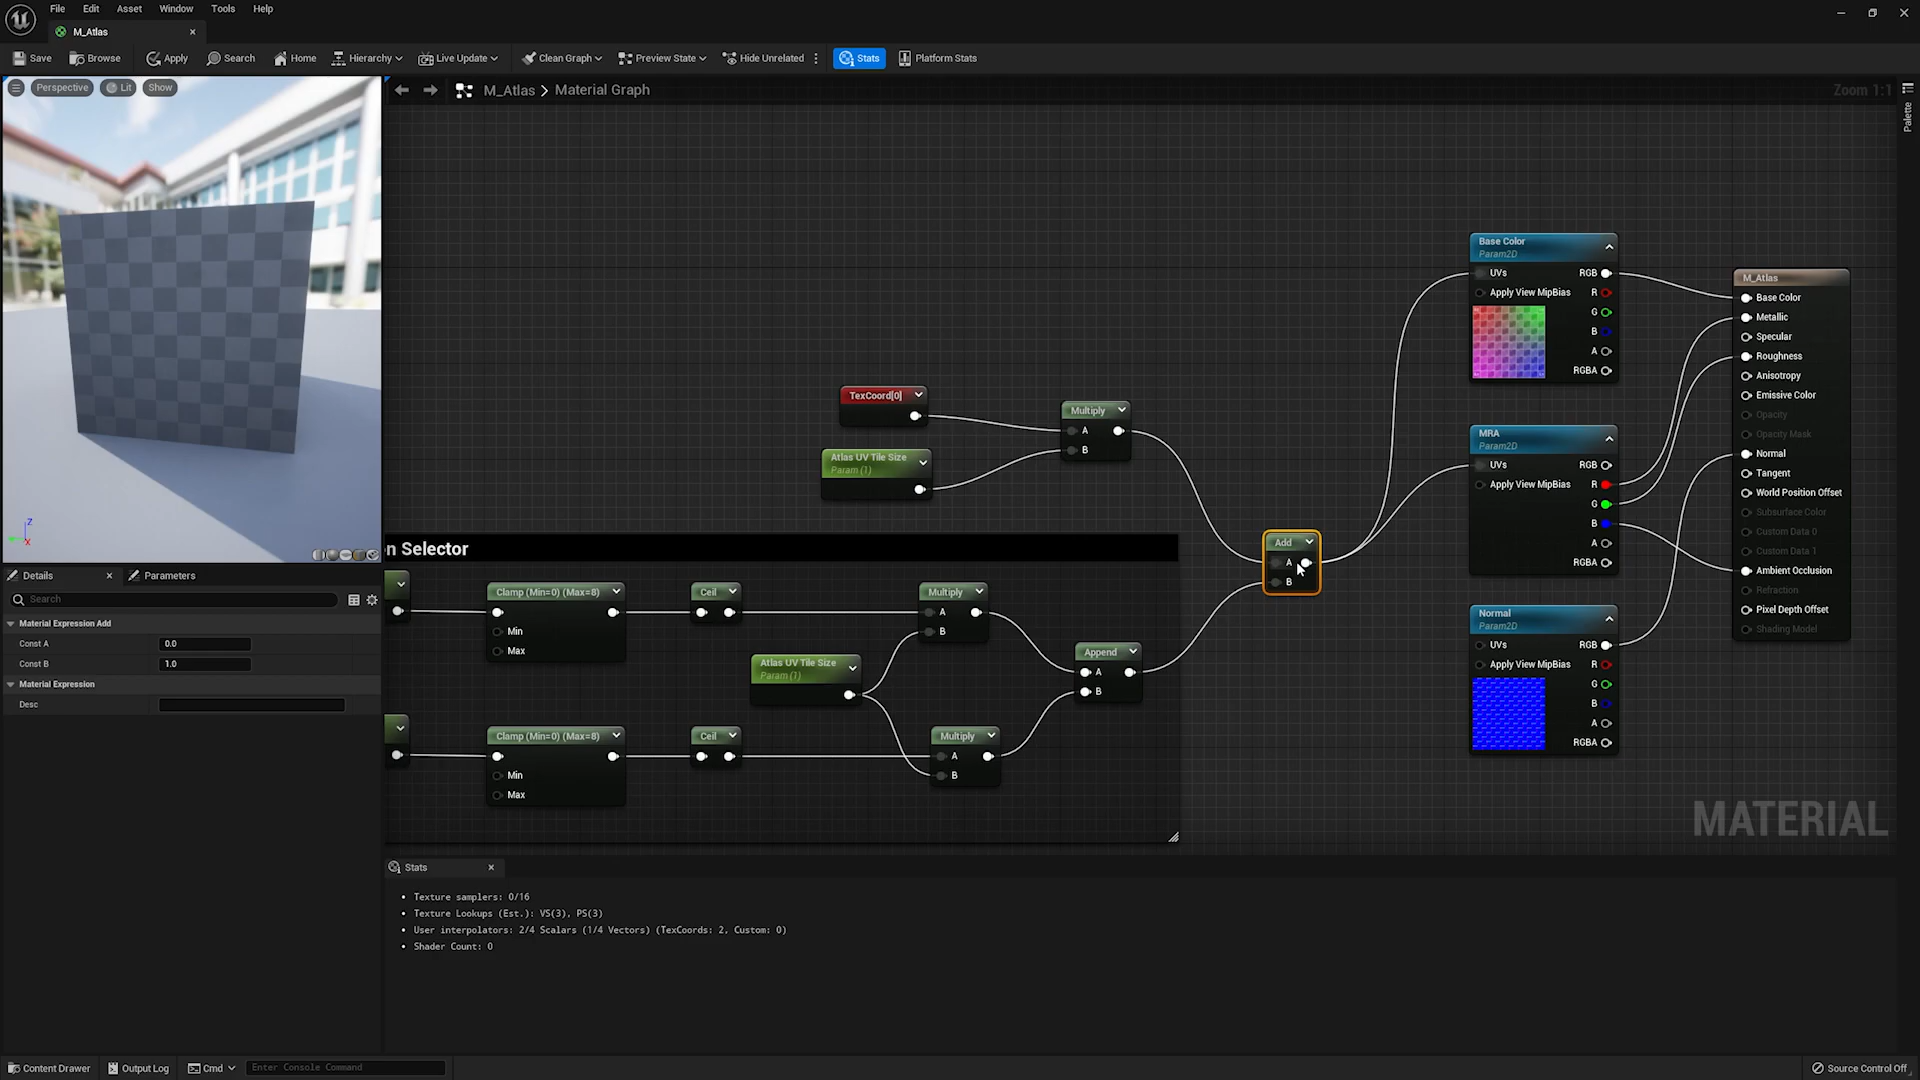 File Edit Asset Window Tools Help
M_Atlas
Save Browse Apply Search Home Hierarchy Live Update Clean Graph Preview State Hide Unrelated Stats Platform Stats
Perspective Lit Show
M_Atlas > Material Graph
Zoom 1:1
Palette
Z
X
TexCoord[0]
Atlas UV Tile Size
Param (1)
Multiply
A
B
n Selector
Clamp (Min=0) (Max=8)
Min
Max
Ceil
Multiply
A
B
Atlas UV Tile Size
Param (1)
Append
A
B
Clamp (Min=0) (Max=8)
Min
Max
Ceil
Multiply
A
B
Add
A
B
Base Color
Param2D
UVs RGB
Apply View MipBias R
G
B
A
RGBA
MRA
Param2D
UVs RGB
Apply View MipBias R
G
B
A
RGBA
Normal
Param2D
UVs RGB
Apply View MipBias R
G
B
A
RGBA
M_Atlas
Base Color
Metallic
Specular
Roughness
Anisotropy
Emissive Color
Opacity
Opacity Mask
Normal
Tangent
World Position Offset
Subsurface Color
Custom Data 0
Custom Data 1
Ambient Occlusion
Refraction
Pixel Depth Offset
Shading Model
MATERIAL
Details Parameters
Search
Material Expression Add
Const A 0.0
Const B 1.0
Material Expression
Desc
Stats
Texture samplers: 0/16
Texture Lookups (Est.): VS(3), PS(3)
User interpolators: 2/4 Scalars (1/4 Vectors) (TexCoords: 2, Custom: 0)
Shader Count: 0
Content Drawer Output Log Cmd Enter Console Command Source Control Off